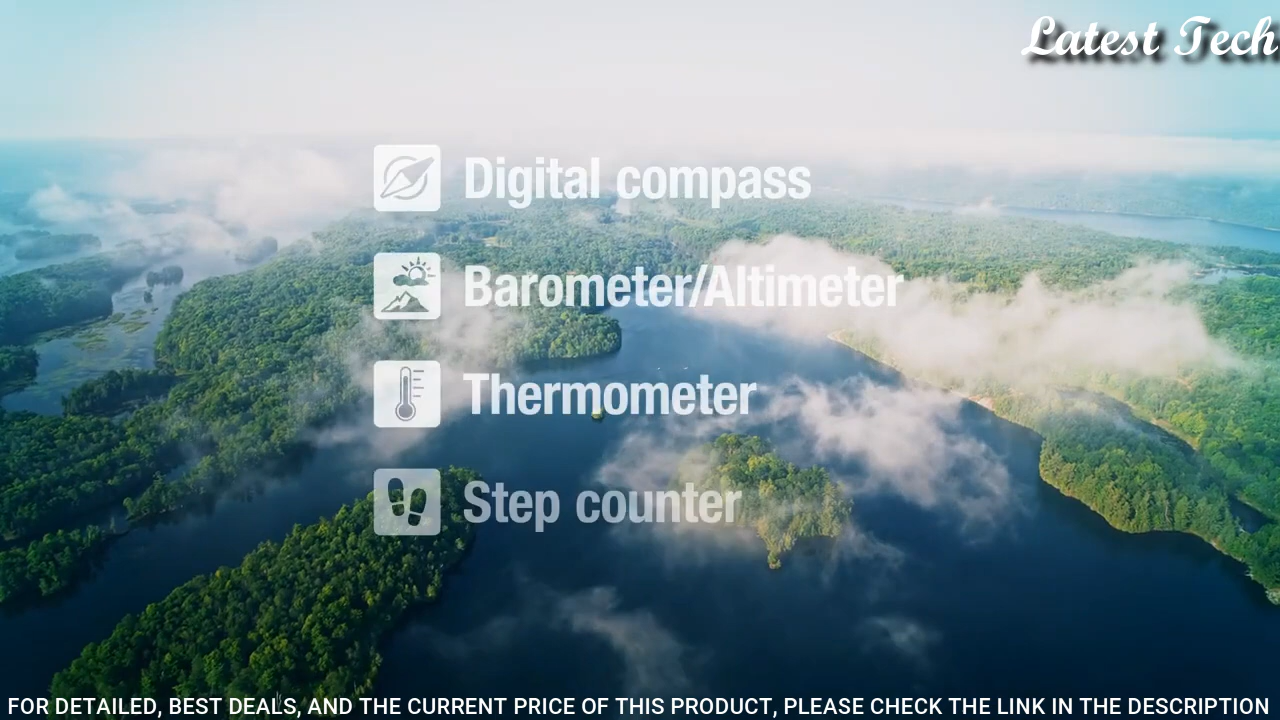 Latest Tech
Digital compass
Barometer/Altimeter
Thermometer
Step counter
FOR DETAILED, BEST DEALS, AND THE CURRENT PRICE OF THIS PRODUCT, PLEASE CHECK THE LINK IN THE DESCRIPTION